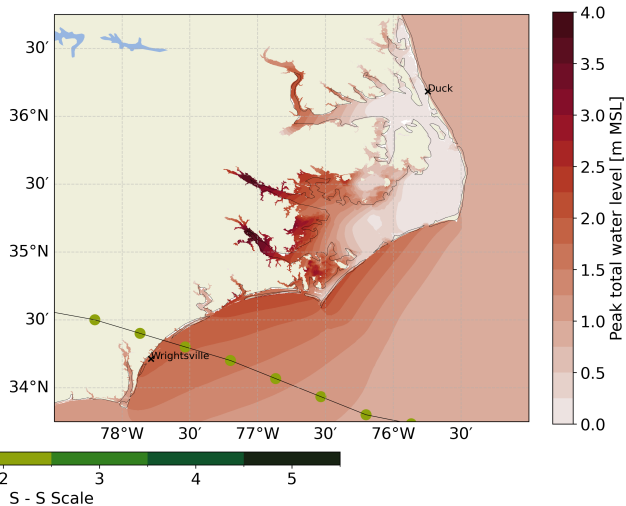 30′
36°N
30′
35°N
30′
34°N
Duck
Wrightsville
78°W 30′ 77°W 30′ 76°W 30′
4.0
3.5
3.0
2.5
2.0
1.5
1.0
0.5
0.0
Peak total water level [m MSL]
2 3 4 5
S - S Scale